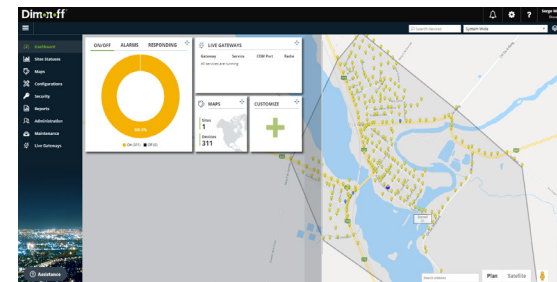 Dimonoff
Search devices
System Wide
Dashboard
Sites Statuses
Maps
Configurations
Security
Reports
Administration
Maintenance
Live Gateways
Assistance
ON/OFF ALARMS RESPONDING
LIVE GATEWAYS
Gateway Service COM Port Radio
All services are running
MAPS
Sites
1
Devices
311
CUSTOMIZE
Plan Satellite